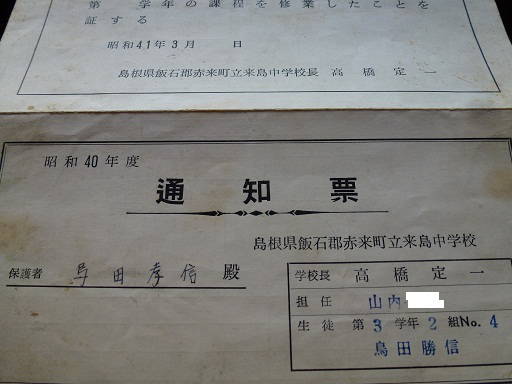 第 学年の課程を修業したことを
証する
昭和41年3月 日
島根県飯石郡赤来町立来島中学校長 高橋定一
昭和40年度
通知票
島根県飯石郡赤来町立来島中学校
保護者 田孝信殿
学校長 高橋定一
担任 山内
生徒 第3学年2組No.4
島田勝信